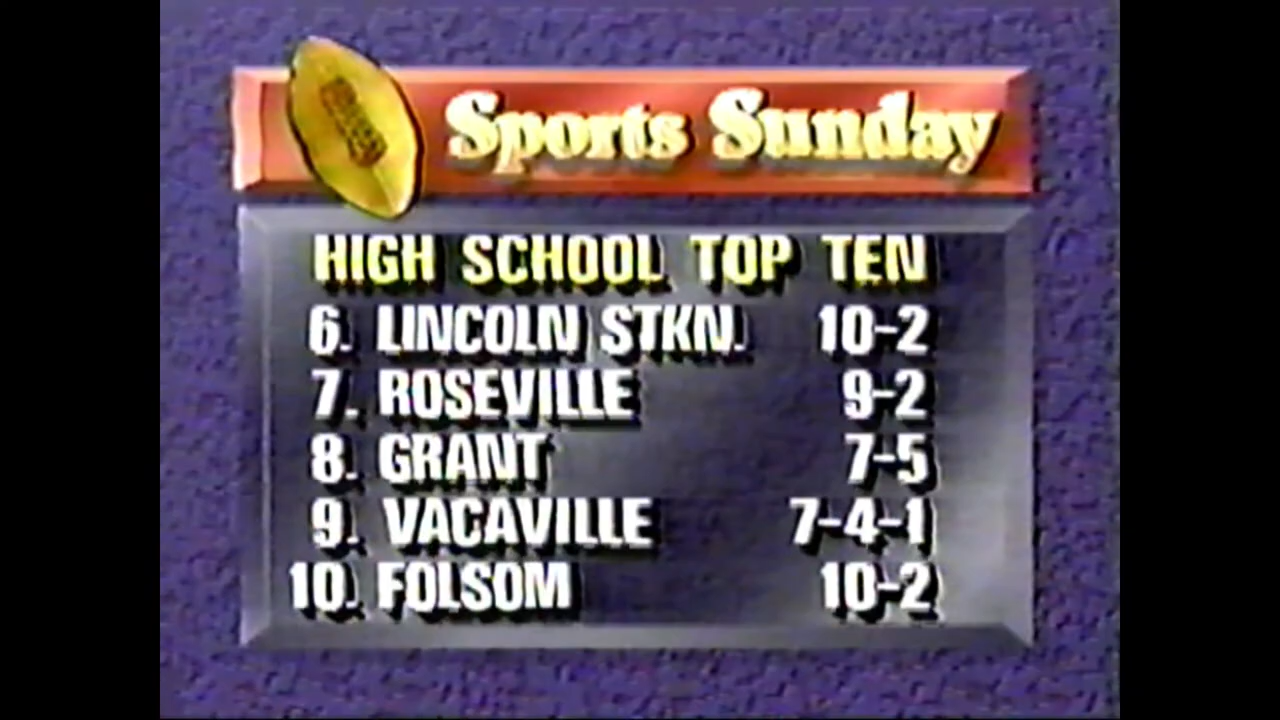 Sports Sunday
HIGH SCHOOL TOP TEN
6. LINCOLN STKN. 10-2
7. ROSEVILLE 9-2
8. GRANT 7-5
9. VACAVILLE 7-4-1
10. FOLSOM 10-2